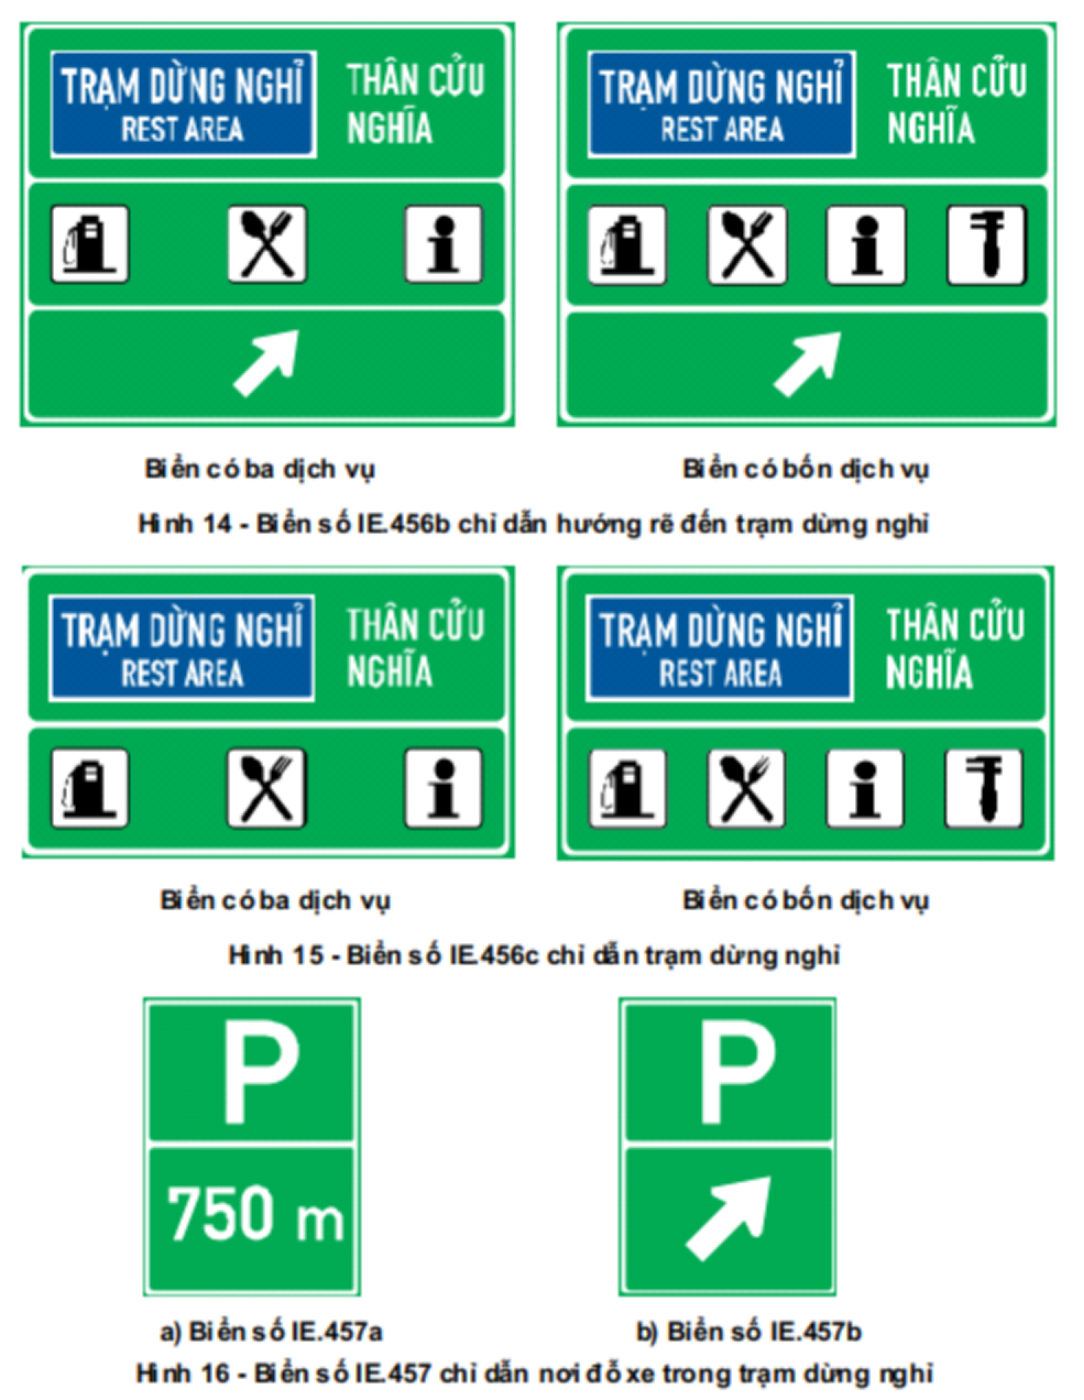 TRẠM DỪNG NGHỈ
REST AREA
THÂN CỬU
NGHĨA
TRẠM DỪNG NGHỈ
REST AREA
THÂN CỬU
NGHĨA
Biển có ba dịch vụ
Biển có bốn dịch vụ
Hình 14 - Biển số IE.456b chỉ dẫn hướng rẽ đến trạm dừng nghỉ
TRẠM DỪNG NGHỈ
REST AREA
THÂN CỬU
NGHĨA
TRẠM DỪNG NGHỈ
REST AREA
THÂN CỬU
NGHĨA
Biển có ba dịch vụ
Biển có bốn dịch vụ
Hình 15 - Biển số IE.456c chỉ dẫn trạm dừng nghỉ
P
750 m
P
a) Biển số IE.457a
b) Biển số IE.457b
Hình 16 - Biển số IE.457 chỉ dẫn nơi đỗ xe trong trạm dừng nghỉ